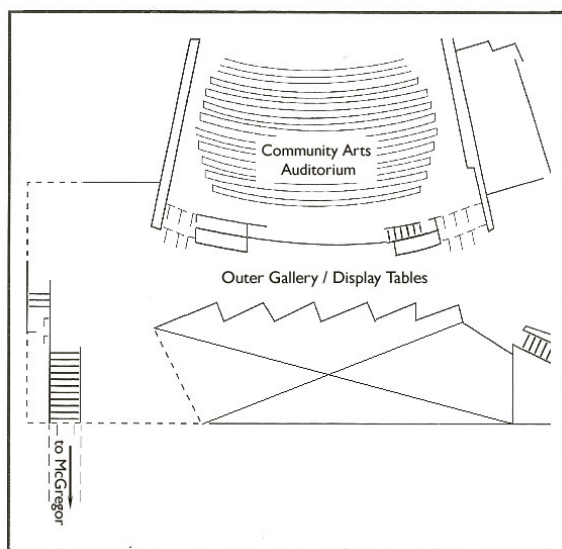 Community Arts
Auditorium
Outer Gallery / Display Tables
to McGregor